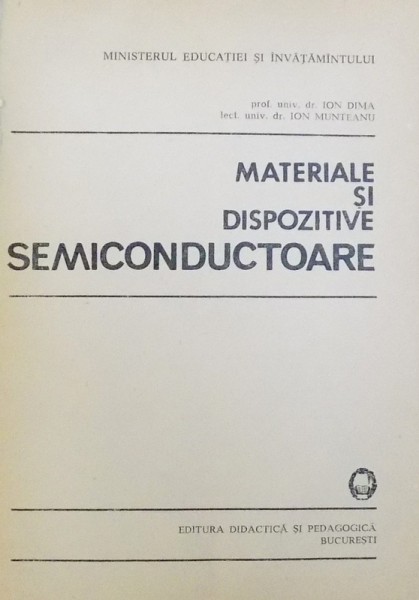 MINISTERUL EDUCAȚIEI ȘI ÎNVĂȚĂMÎNTULUI
prof. univ. dr. ION DIMA
lect. univ. dr. ION MUNTEANU
MATERIALE
ȘI
DISPOZITIVE
SEMICONDUCTOARE
EDITURA DIDACTICĂ ȘI PEDAGOGICĂ
BUCUREȘTI